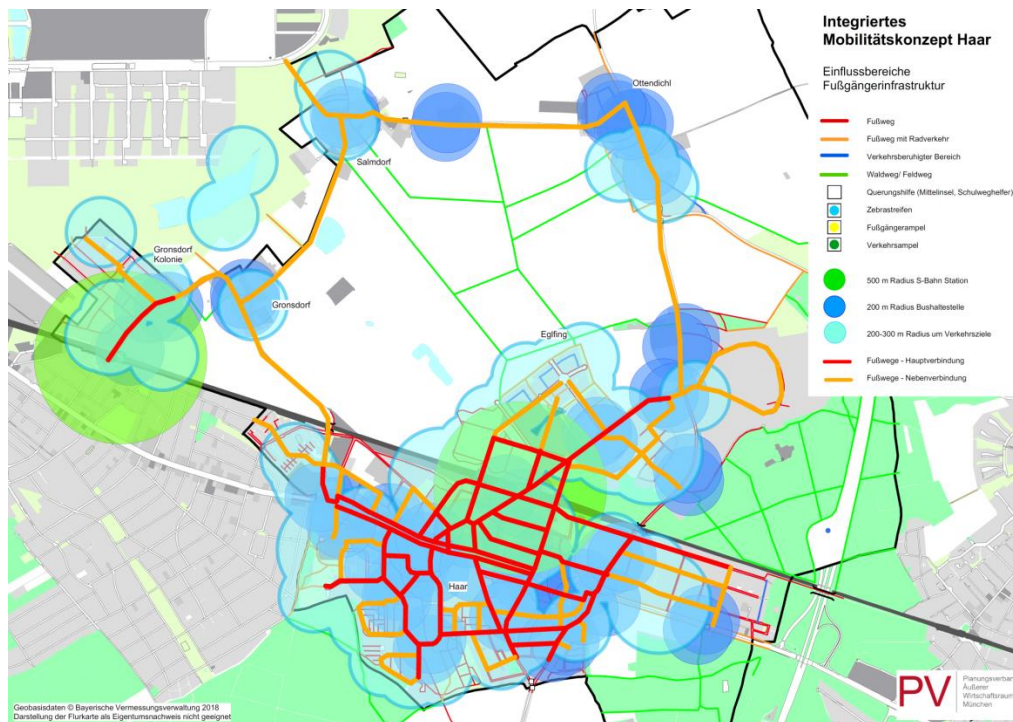 Integriertes
Mobilitätskonzept Haar
Einflussbereiche
Fußgängerinfrastruktur
Fußweg
Fußweg mit Radverkehr
Verkehrsberuhigter Bereich
Waldweg/ Feldweg
Querungshilfe (Mittelinsel, Schulweghelfer)
Zebrastreifen
Fußgängerampel
Verkehrsampel
500 m Radius S-Bahn Station
200 m Radius Bushaltestelle
200-300 m Radius um Verkehrsziele
Fußwege - Hauptverbindung
Fußwege - Nebenverbindung
Ottendichl
Salmdorf
Gronsdorf
Kolonie
Gronsdorf
Eglfing
Haar
PV
Planungsverband
Äußerer
Wirtschaftsraum
München
Geobasisdaten © Bayerische Vermessungsverwaltung 2018
Darstellung der Flurkarte als Eigentumsnachweis nicht geeignet